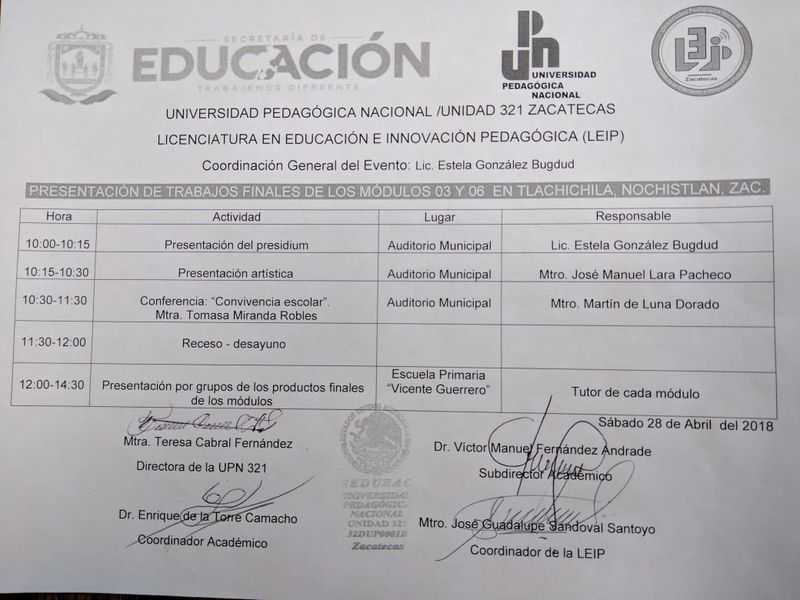 SECRETARÍA DE
EDUCACIÓN
TRABAJEMOS DIFERENTE
upn
UNIVERSIDAD
PEDAGÓGICA
NACIONAL
Zacatecas
UNIVERSIDAD PEDAGÓGICA NACIONAL /UNIDAD 321 ZACATECAS
LICENCIATURA EN EDUCACIÓN E INNOVACIÓN PEDAGÓGICA (LEIP)
Coordinación General del Evento: Lic. Estela González Bugdud
PRESENTACIÓN DE TRABAJOS FINALES DE LOS MÓDULOS 03 Y 06 EN TLACHICHILA, NOCHISTLAN, ZAC.
Hora Actividad Lugar Responsable
10:00-10:15 Presentación del presidium Auditorio Municipal Lic. Estela González Bugdud
10:15-10:30 Presentación artística Auditorio Municipal Mtro. José Manuel Lara Pacheco
10:30-11:30 Conferencia: “Convivencia escolar”. Auditorio Municipal Mtro. Martín de Luna Dorado
Mtra. Tomasa Miranda Robles
11:30-12:00 Receso - desayuno
12:00-14:30 Presentación por grupos de los productos finales Escuela Primaria Tutor de cada módulo
de los módulos “Vicente Guerrero”
Sábado 28 de Abril del 2018
Mtra. Teresa Cabral Fernández
Directora de la UPN 321
Dr. Víctor Manuel Fernández Andrade
Subdirector Académico
Dr. Enrique de la Torre Camacho
Coordinador Académico
Mtro. José Guadalupe Sandoval Santoyo
Coordinador de la LEIP
SEDUZAC
UNIVERSIDAD
PEDAGÓGICA
NACIONAL
UNIDAD 321
Zacatecas